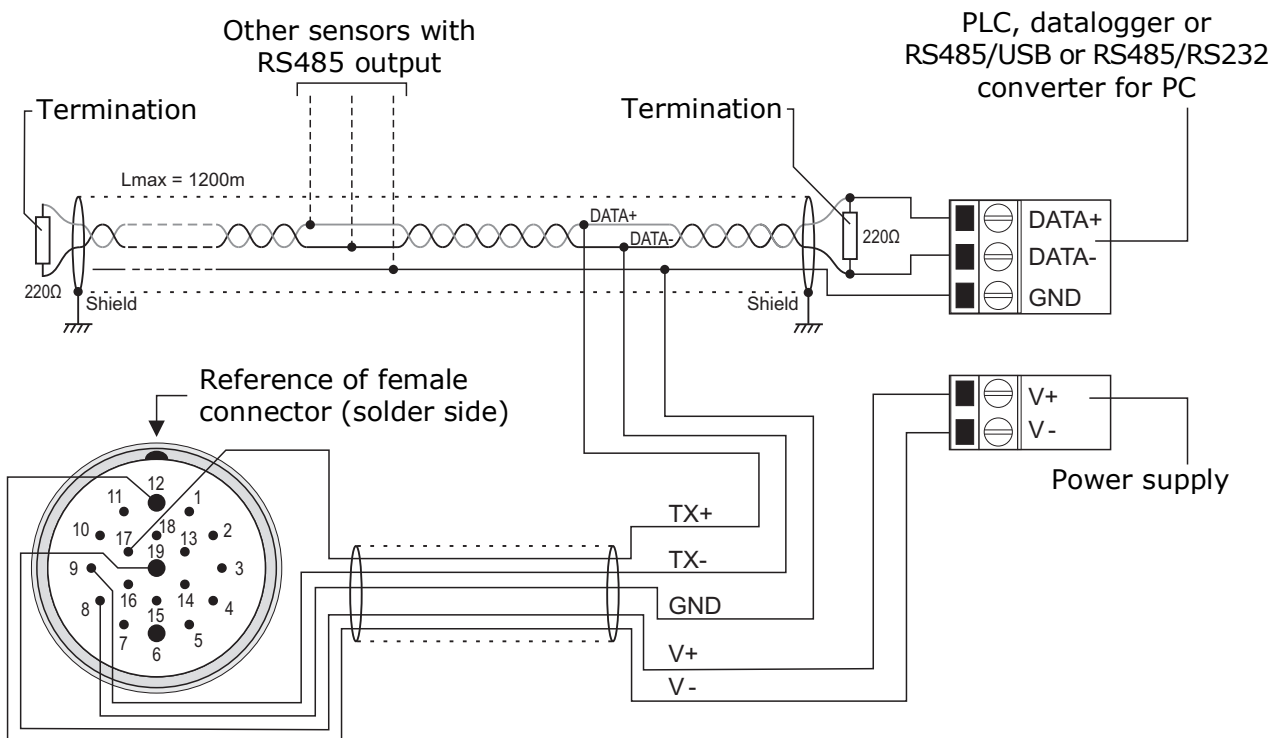 Other sensors with
RS485 output
PLC, datalogger or
RS485/USB or RS485/RS232
converter for PC
Termination
Termination
Lmax = 1200m
DATA+
DATA-
220Ω
220Ω
Shield
Shield
DATA+
DATA-
GND
Reference of female
connector (solder side)
V+
V-
Power supply
12
11
1
10
17
18
13
2
9
19
3
8
16
15
14
4
7
6
5
TX+
TX-
GND
V+
V-